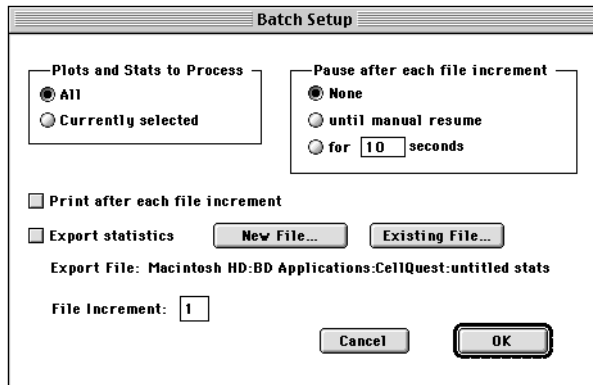 Batch Setup
Plots and Stats to Process
All
Currently selected
Pause after each file increment
None
until manual resume
for 10 seconds
Print after each file increment
Export statistics New File... Existing File...
Export File: Macintosh HD:BD Applications:CellQuest:untitled stats
File Increment: 1
Cancel OK